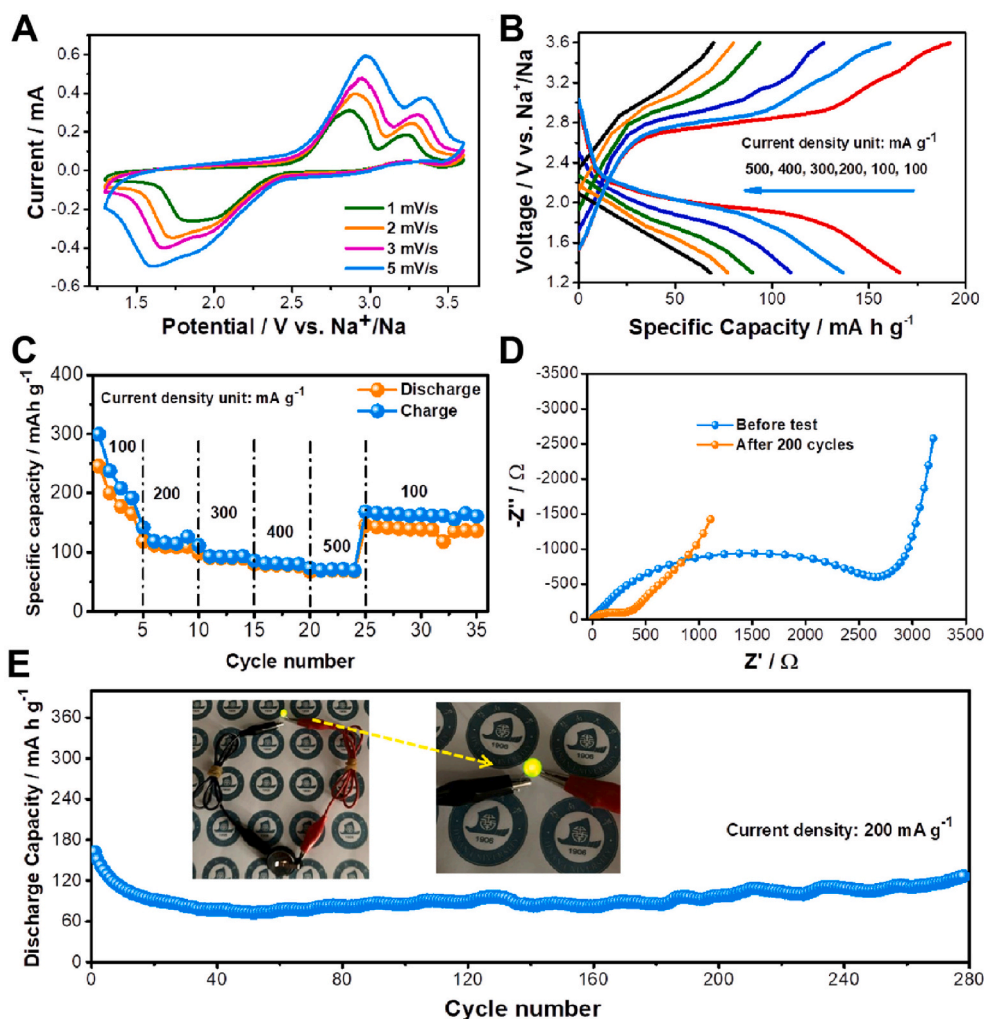 A
Current / mA
0.6
0.4
0.2
0.0
-0.2
-0.4
-0.6
1.5 2.0 2.5 3.0 3.5
Potential / V vs. Na⁺/Na
1 mV/s
2 mV/s
3 mV/s
5 mV/s
B
Voltage / V vs. Na⁺/Na
3.6
3.2
2.8
2.4
2.0
1.6
1.2
0 50 100 150 200
Specific Capacity / mA h g⁻¹
Current density unit: mA g⁻¹
500, 400, 300,200, 100, 100
C
Specific capacity / mAh g⁻¹
400
300
200
100
0
5 10 15 20 25 30 35
Cycle number
Current density unit: mA g⁻¹
Discharge
Charge
100
200
300
400
500
100
D
-Z'' / Ω
-3500
-3000
-2500
-2000
-1500
-1000
-500
0
0 500 1000 1500 2000 2500 3000 3500
Z' / Ω
Before test
After 200 cycles
E
Discharge Capacity / mA h g⁻¹
360
300
240
180
120
60
0
0 40 80 120 160 200 240 280
Cycle number
Current density: 200 mA g⁻¹
1906
1906
1906